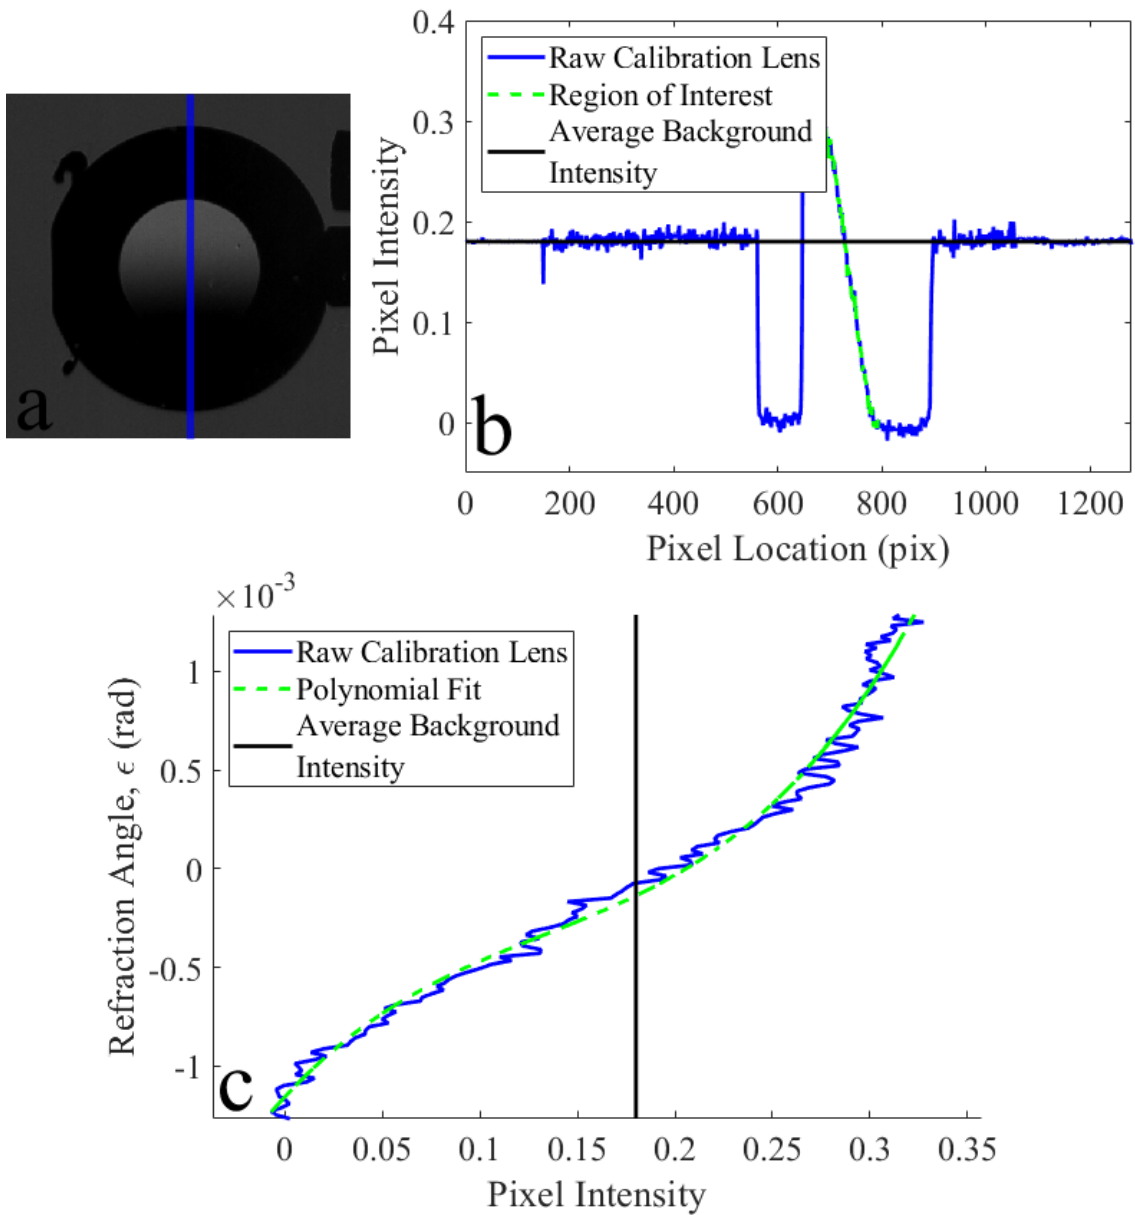 a
0.4
0.3
0.2
0.1
0
Pixel Intensity
Raw Calibration Lens
Region of Interest
Average Background
Intensity
b
0 200 400 600 800 1000 1200
Pixel Location (pix)
×10-3
1
0.5
0
-0.5
-1
Refraction Angle, ϵ (rad)
Raw Calibration Lens
Polynomial Fit
Average Background
Intensity
c
0 0.05 0.1 0.15 0.2 0.25 0.3 0.35
Pixel Intensity